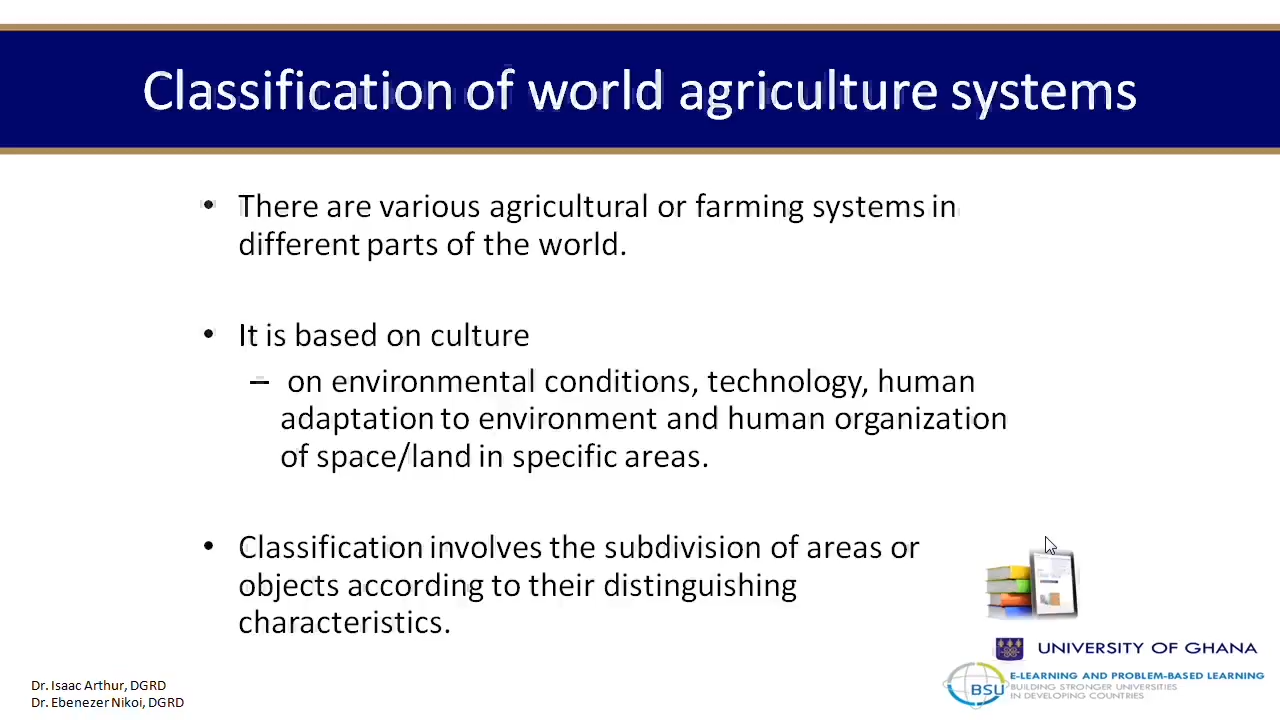 Classification of world agriculture systems
• There are various agricultural or farming systems in
different parts of the world.
• It is based on culture
– on environmental conditions, technology, human
adaptation to environment and human organization
of space/land in specific areas.
• Classification involves the subdivision of areas or
objects according to their distinguishing
characteristics.
UNIVERSITY OF GHANA
BSU
E-LEARNING AND PROBLEM-BASED LEARNING
BUILDING STRONGER UNIVERSITIES
IN DEVELOPING COUNTRIES
Dr. Isaac Arthur, DGRD
Dr. Ebenezer Nikoi, DGRD